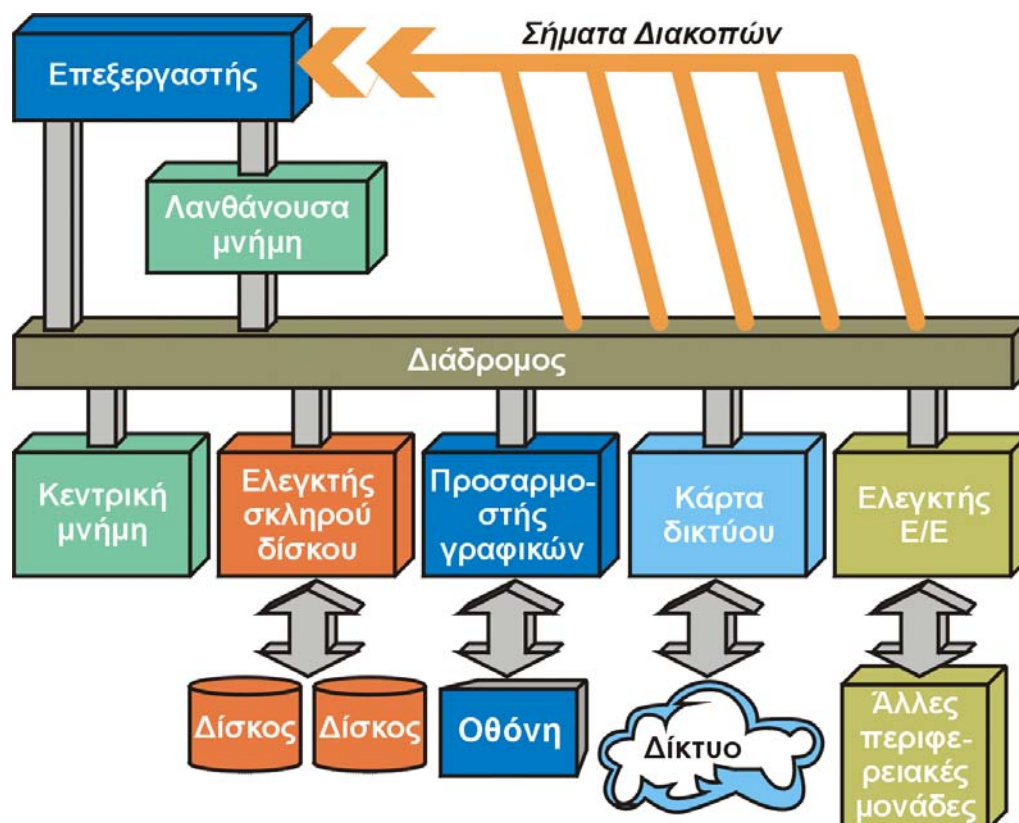 Σήματα Διακοπών
Επεξεργαστής
Λανθάνουσα
μνήμη
Διάδρομος
Κεντρική
μνήμη
Ελεγκτής
σκληρού
δίσκου
Προσαρμο-
στής
γραφικών
Κάρτα
δικτύου
Ελεγκτής
Ε/Ε
Δίσκος
Δίσκος
Οθόνη
Δίκτυο
Άλλες
περιφε-
ρειακές
μονάδες